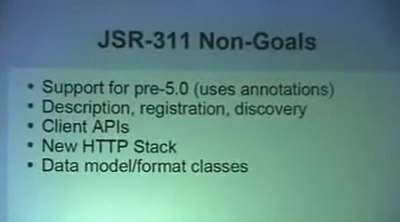 JSR-311 Non-Goals
• Support for pre-5.0 (uses annotations)
• Description, registration, discovery
• Client APIs
• New HTTP Stack
• Data model/format classes